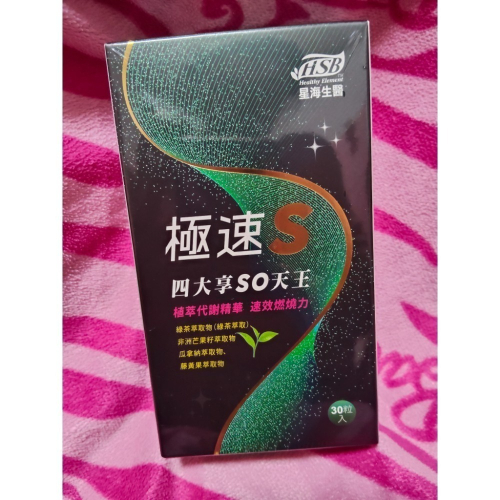 HSB
Healthy Element
星海生醫
極速S
四大享SO天王
植萃代謝精華 速效燃燒力
綠茶萃取物(綠茶萃取)
非洲芒果籽萃取物
瓜拿納萃取物、
藤黃果萃取物
30粒
入